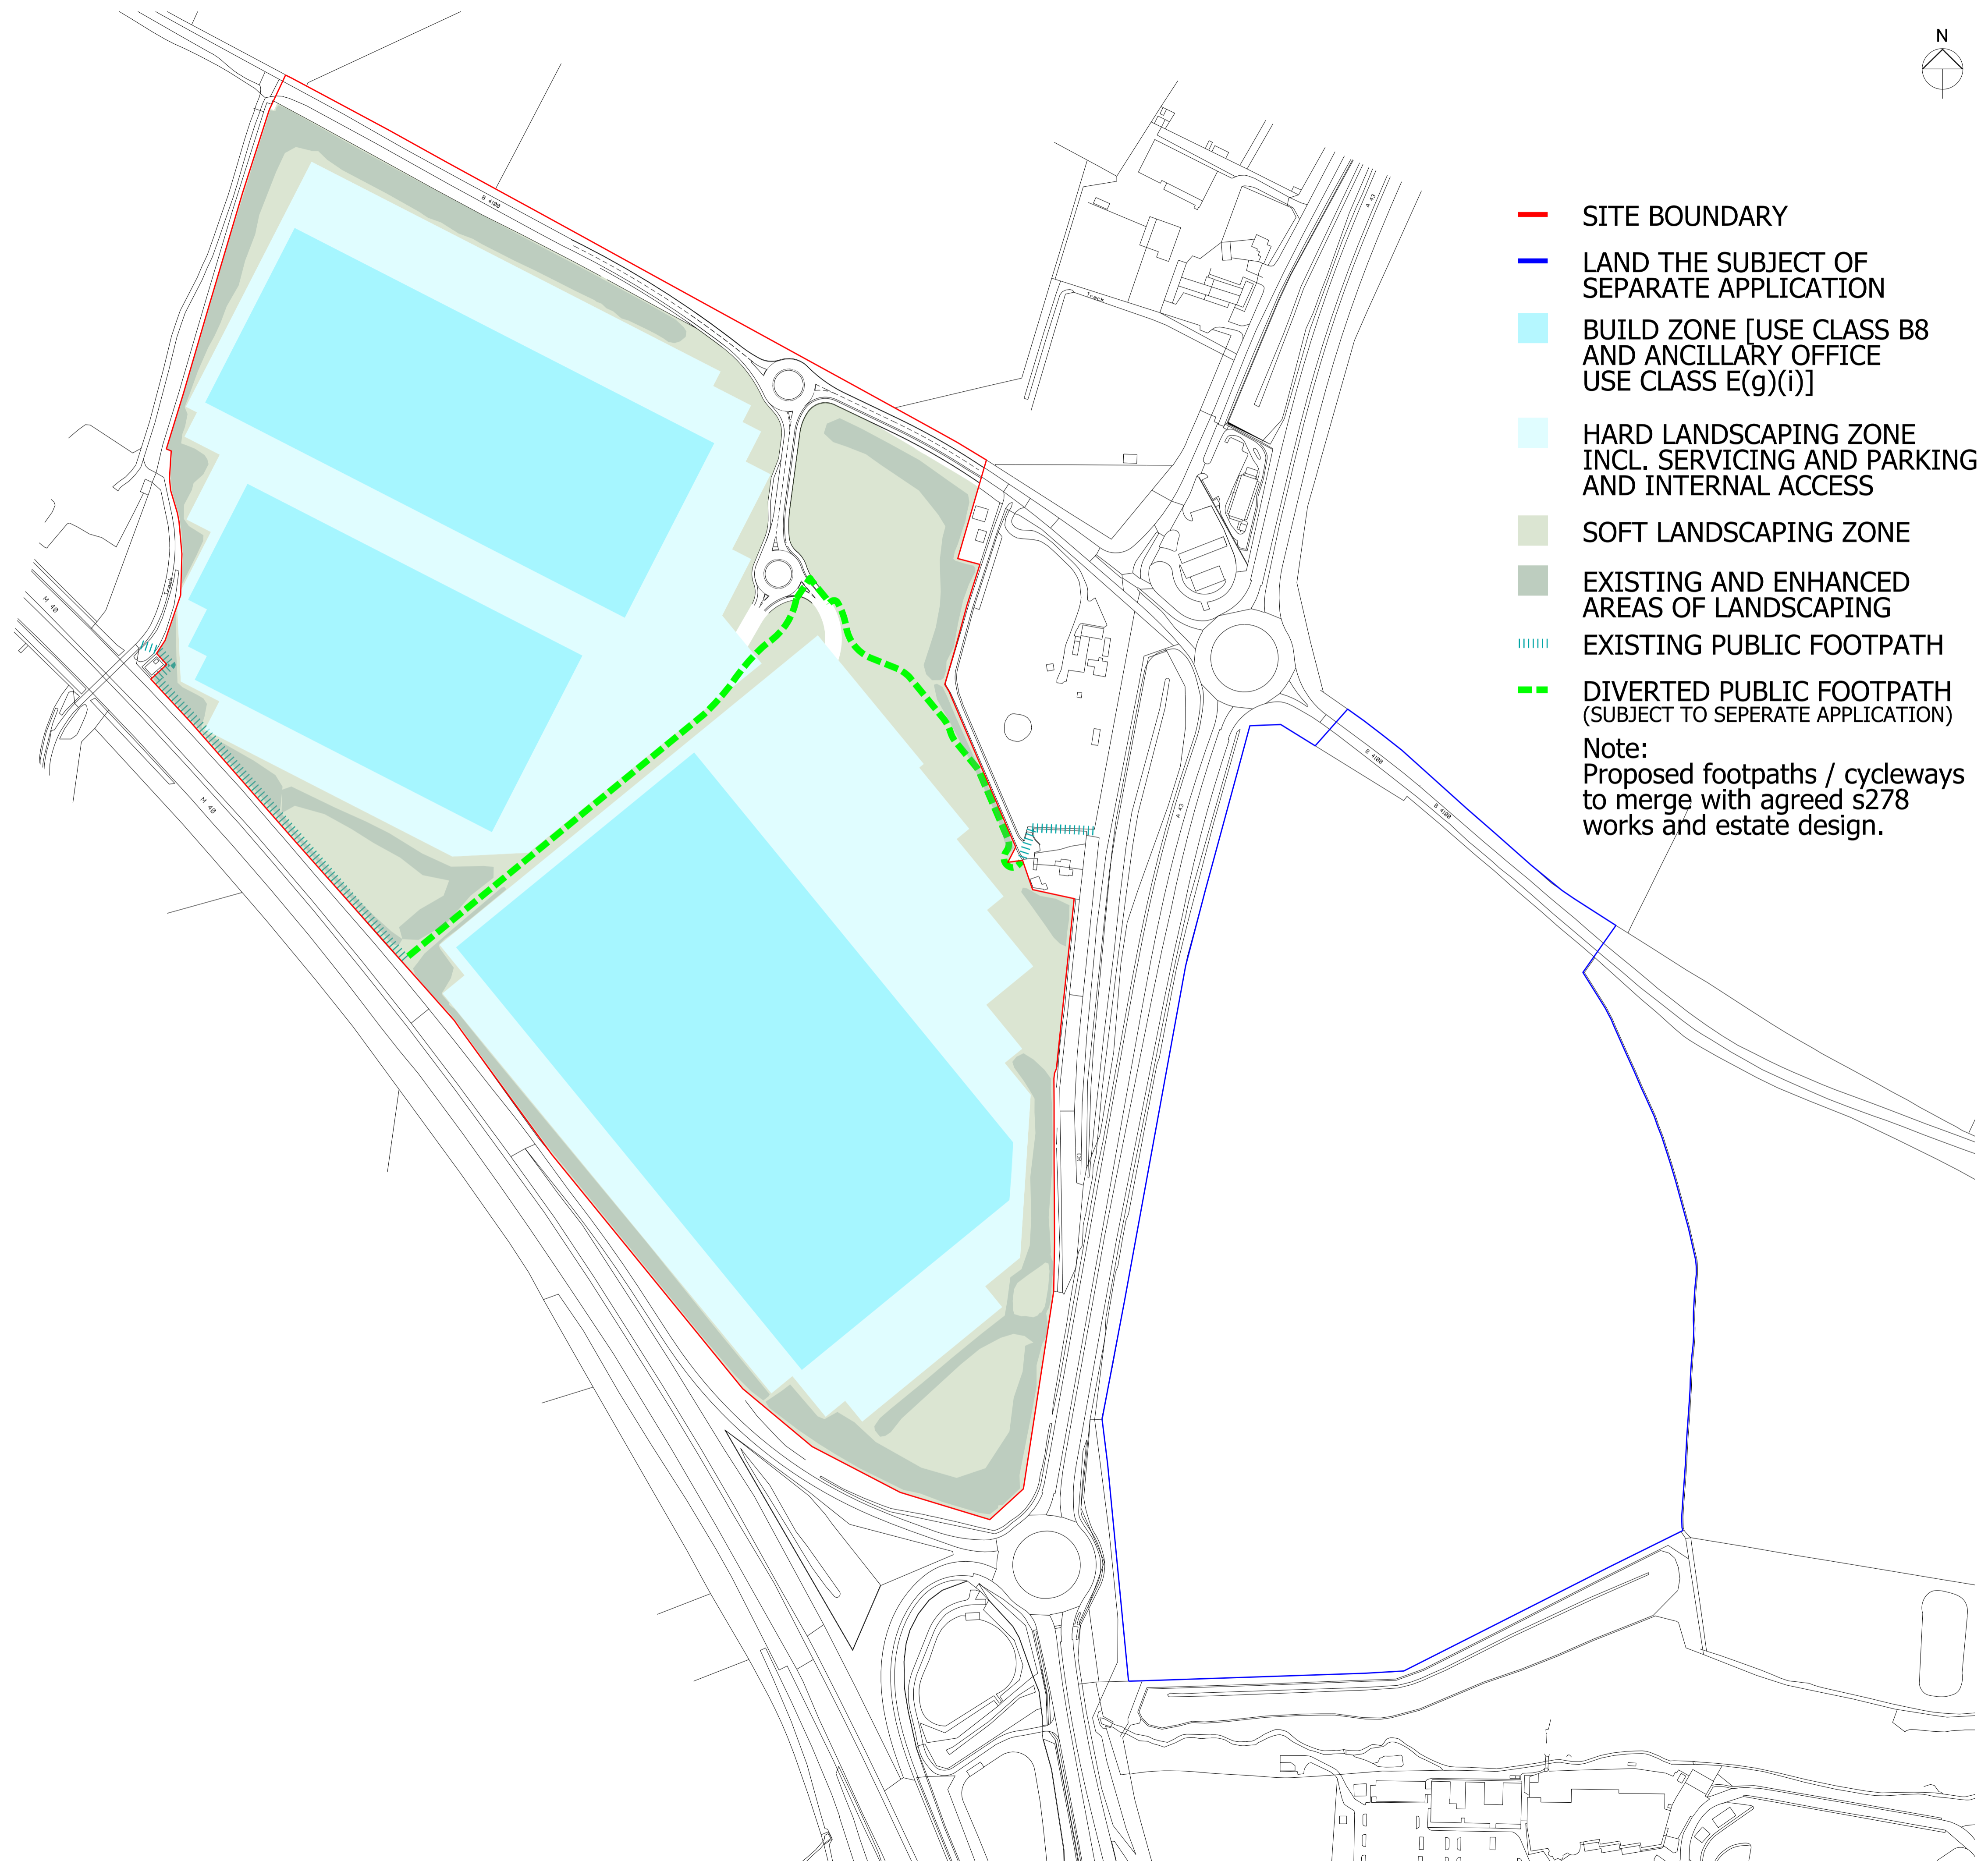 N
SITE BOUNDARY
LAND THE SUBJECT OF
SEPARATE APPLICATION
BUILD ZONE [USE CLASS B8
AND ANCILLARY OFFICE
USE CLASS E(g)(i)]
HARD LANDSCAPING ZONE
INCL. SERVICING AND PARKING
AND INTERNAL ACCESS
SOFT LANDSCAPING ZONE
EXISTING AND ENHANCED
AREAS OF LANDSCAPING
EXISTING PUBLIC FOOTPATH
DIVERTED PUBLIC FOOTPATH
(SUBJECT TO SEPERATE APPLICATION)
Note:
Proposed footpaths / cycleways
to merge with agreed s278
works and estate design.
B 4100
A 43
Track
Track
M 40
M 40
A 43
B 4100
B 4100